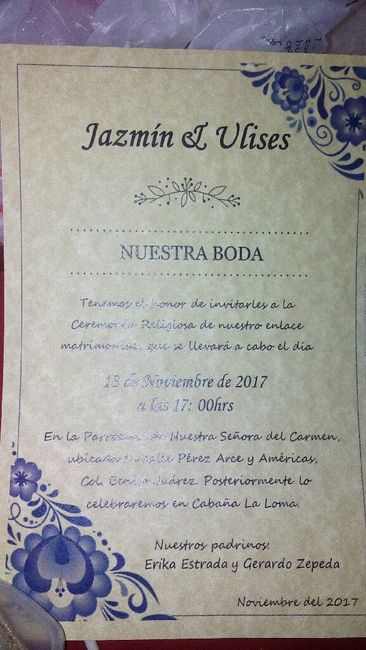 Jazmín & Ulises
NUESTRA BODA
Tenemos el honor de invitarles a la
Ceremonia Religiosa de nuestro enlace
matrimonial, que se llevará a cabo el día
18 de Noviembre de 2017
a las 17: 00hrs
En la Parroquia de Nuestra Señora del Carmen,
ubicada en calle Pérez Arce y Américas,
Col. Benito Juárez. Posteriormente lo
celebraremos en Cabaña La Loma.
Nuestros padrinos:
Erika Estrada y Gerardo Zepeda
Noviembre del 2017